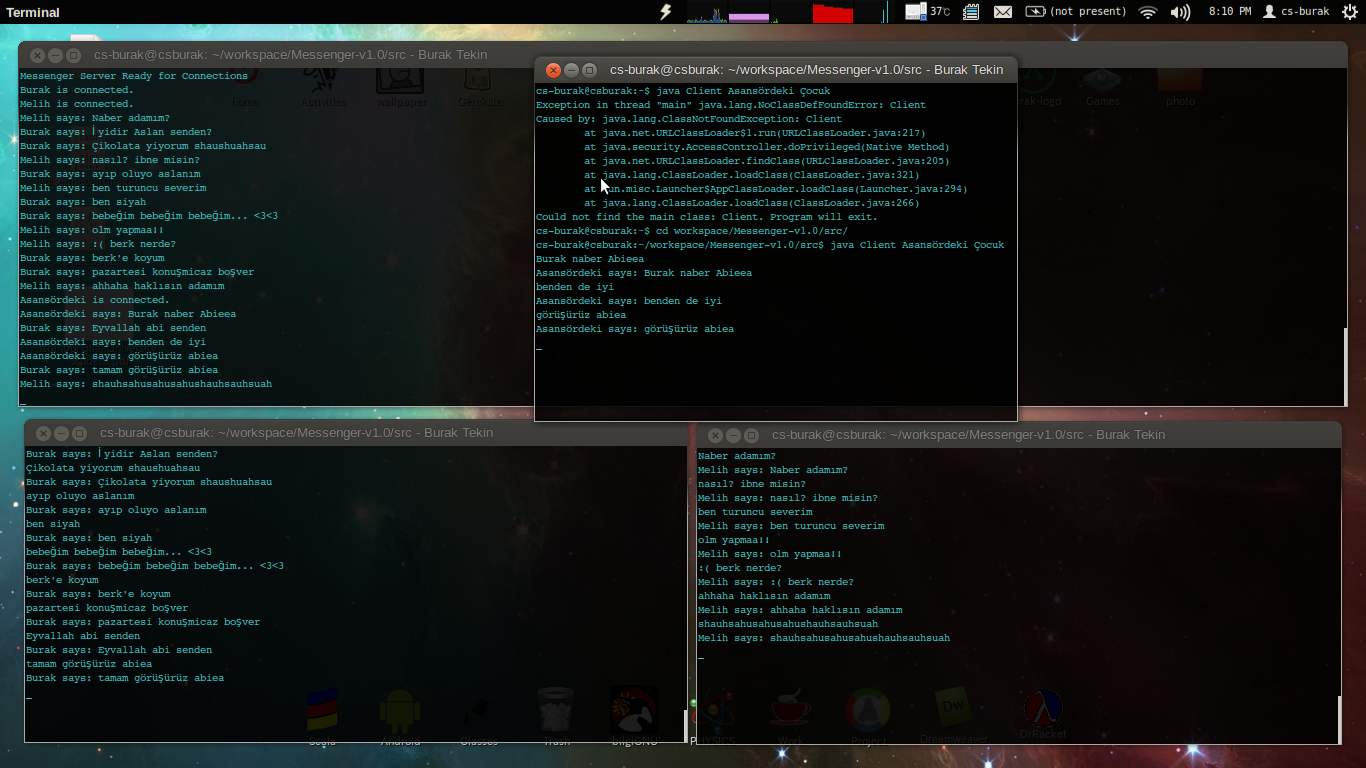 Terminal
37°C
(not present)
8:10 PM
cs-burak
cs-burak@csburak: ~/workspace/Messenger-v1.0/src - Burak Tekin
Messenger Server Ready for Connections
Burak is connected.
Melih is connected.
Melih says: Naber adamım?
Burak says: İyidir Aslan senden?
Burak says: Çikolata yiyorum shaushuahsau
Melih says: nasıl? ibne misin?
Burak says: ayıp oluyo aslanım
Melih says: ben turuncu severim
Burak says: ben siyah
Burak says: bebeğim bebeğim bebeğim... <3<3
Melih says: olm yapmaa!!
Melih says: :( berk nerde?
Burak says: berk'e koyum
Burak says: pazartesi konuşmicaz boşver
Melih says: ahhaha haklısın adamım
Asansördeki is connected.
Asansördeki says: Burak naber Abieea
Burak says: Eyvallah abi senden
Asansördeki says: benden de iyi
Asansördeki says: görüşürüz abiea
Burak says: tamam görüşürüz abiea
Melih says: shauhsahusahusahushauhsauhsuah
home
Activities
wallpaper
Gereksiz
cs-burak@csburak: ~/workspace/Messenger-v1.0/src - Burak Tekin
cs-burak@csburak:~$ java Client Asansördeki Çocuk
Exception in thread "main" java.lang.NoClassDefFoundError: Client
Caused by: java.lang.ClassNotFoundException: Client
at java.net.URLClassLoader$1.run(URLClassLoader.java:217)
at java.security.AccessController.doPrivileged(Native Method)
at java.net.URLClassLoader.findClass(URLClassLoader.java:205)
at java.lang.ClassLoader.loadClass(ClassLoader.java:321)
at sun.misc.Launcher$AppClassLoader.loadClass(Launcher.java:294)
at java.lang.ClassLoader.loadClass(ClassLoader.java:266)
Could not find the main class: Client. Program will exit.
cs-burak@csburak:~$ cd workspace/Messenger-v1.0/src/
cs-burak@csburak:~/workspace/Messenger-v1.0/src$ java Client Asansördeki Çocuk
Burak naber Abieea
Asansördeki says: Burak naber Abieea
benden de iyi
Asansördeki says: benden de iyi
görüşürüz abiea
Asansördeki says: görüşürüz abiea
Games
photo
cs-burak@csburak: ~/workspace/Messenger-v1.0/src - Burak Tekin
Burak says: İyidir Aslan senden?
Çikolata yiyorum shaushuahsau
Burak says: Çikolata yiyorum shaushuahsau
ayıp oluyo aslanım
Burak says: ayıp oluyo aslanım
ben siyah
Burak says: ben siyah
bebeğim bebeğim bebeğim... <3<3
Burak says: bebeğim bebeğim bebeğim... <3<3
berk'e koyum
Burak says: berk'e koyum
pazartesi konuşmicaz boşver
Burak says: pazartesi konuşmicaz boşver
Eyvallah abi senden
Burak says: Eyvallah abi senden
tamam görüşürüz abiea
Burak says: tamam görüşürüz abiea
cs-burak@csburak: ~/workspace/Messenger-v1.0/src - Burak Tekin
Naber adamım?
Melih says: Naber adamım?
nasıl? ibne misin?
Melih says: nasıl? ibne misin?
ben turuncu severim
Melih says: ben turuncu severim
olm yapmaa!!
Melih says: olm yapmaa!!
:( berk nerde?
Melih says: :( berk nerde?
ahhaha haklısın adamım
Melih says: ahhaha haklısın adamım
shauhsahusahusahushauhsauhsuah
Melih says: shauhsahusahusahushauhsauhsuah
Scala
Android
Classes
Trash
bilgiGNU
PHYSICS
Work
Project
Dw
Dreamweaver
DrRacket